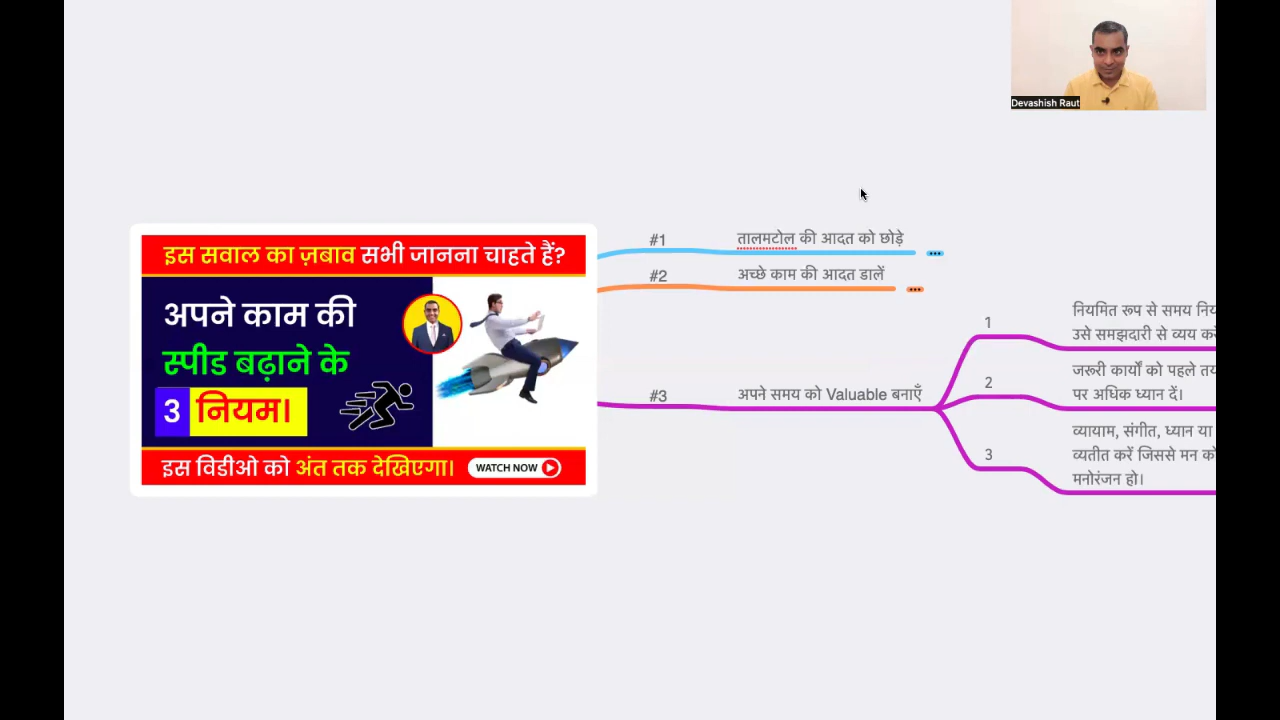 Devashish Raut
इस सवाल का ज़बाव सभी जानना चाहते हैं?
अपने काम की
स्पीड बढ़ाने के
3 नियम।
इस विडीओ को अंत तक देखिएगा।
WATCH NOW
#1 तालमटोल की आदत को छोड़े
#2 अच्छे काम की आदत डालें
#3 अपने समय को Valuable बनाएँ
1
नियमित रूप से समय
उसे समझदारी से व्यय
2
जरूरी कार्यों को पहले
पर अधिक ध्यान दें।
3
व्यायाम, संगीत, ध्यान या
व्यतीत करें जिससे मन
मनोरंजन हो।